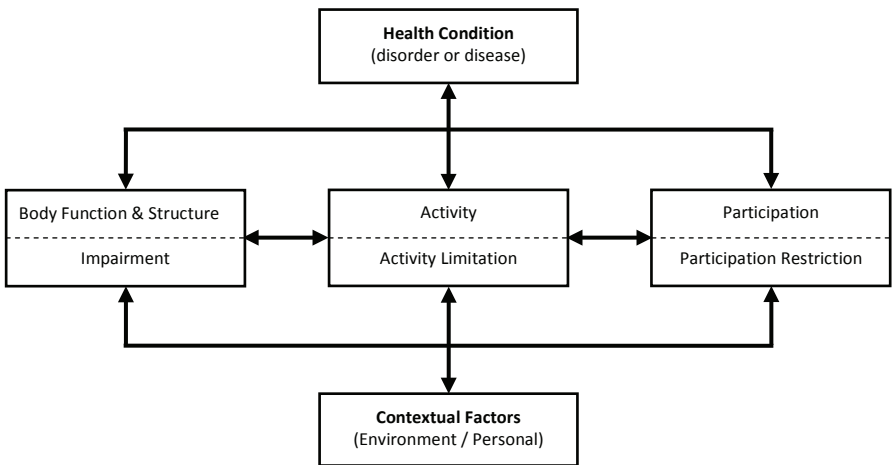 Health Condition
(disorder or disease)
Body Function & Structure
Impairment
Activity
Activity Limitation
Participation
Participation Restriction
Contextual Factors
(Environment / Personal)